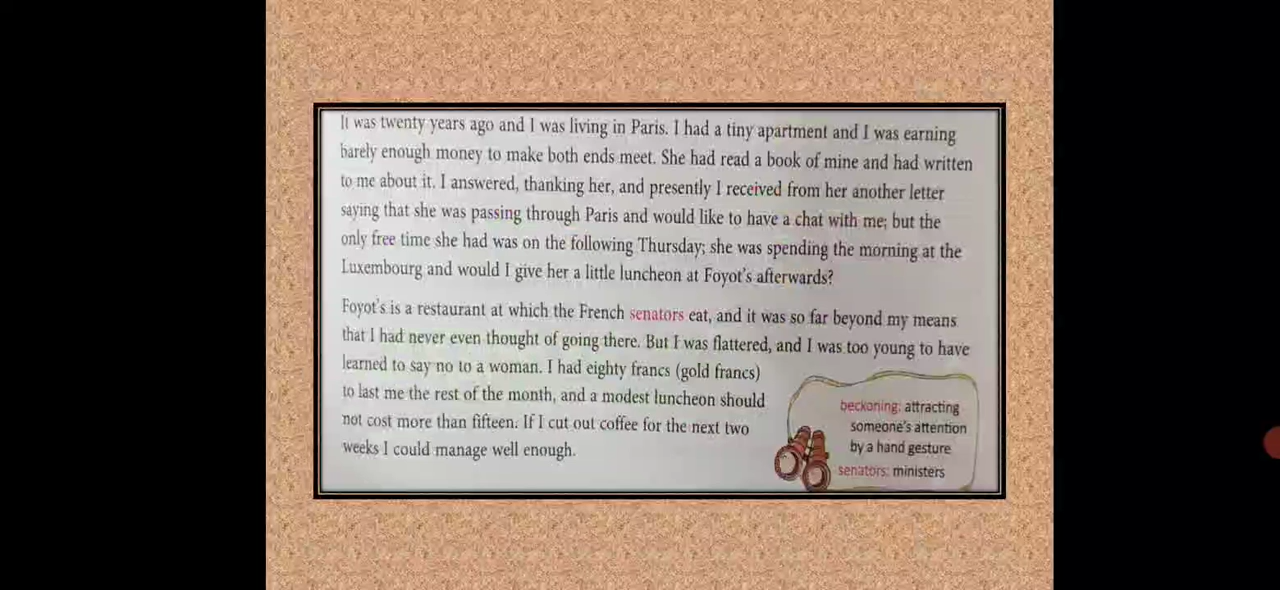 It was twenty years ago and I was living in Paris. I had a tiny apartment and I was earning
barely enough money to make both ends meet. She had read a book of mine and had written
to me about it. I answered, thanking her, and presently I received from her another letter
saying that she was passing through Paris and would like to have a chat with me; but the
only free time she had was on the following Thursday; she was spending the morning at the
Luxembourg and would I give her a little luncheon at Foyot's afterwards?
Foyot's is a restaurant at which the French senators eat, and it was so far beyond my means
that I had never even thought of going there. But I was flattered, and I was too young to have
learned to say no to a woman. I had eighty francs (gold francs)
to last me the rest of the month, and a modest luncheon should
not cost more than fifteen. If I cut out coffee for the next two
weeks I could manage well enough.
beckoning: attracting
someone's attention
by a hand gesture
senators: ministers